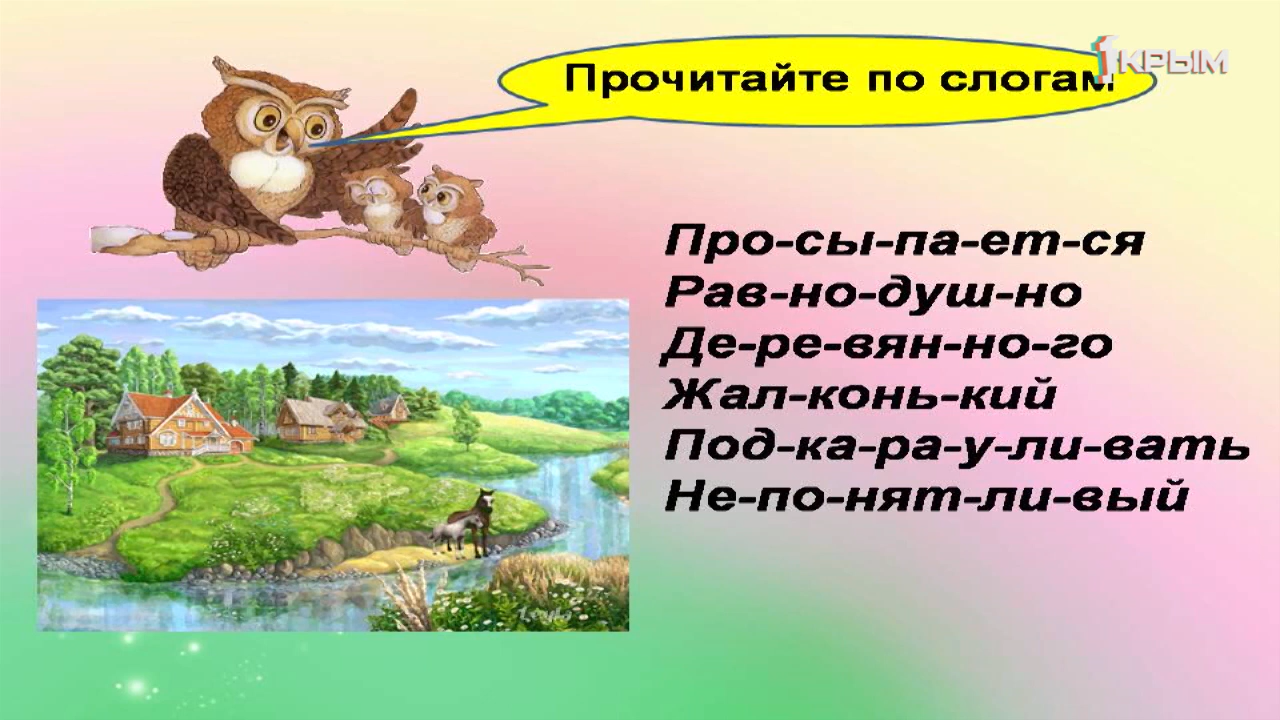 Прочитайте по слогам
1КРЫМ
Про-сы-па-ет-ся
Рав-но-душ-но
Де-ре-вян-но-го
Жал-конь-кий
Под-ка-ра-у-ли-вать
Не-по-нят-ли-вый